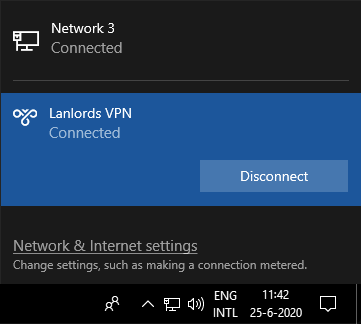 Network 3
Connected
Lanlords VPN
Connected
Disconnect
Network & Internet settings
Change settings, such as making a connection metered.
ENG 11:42
INTL 25-6-2020